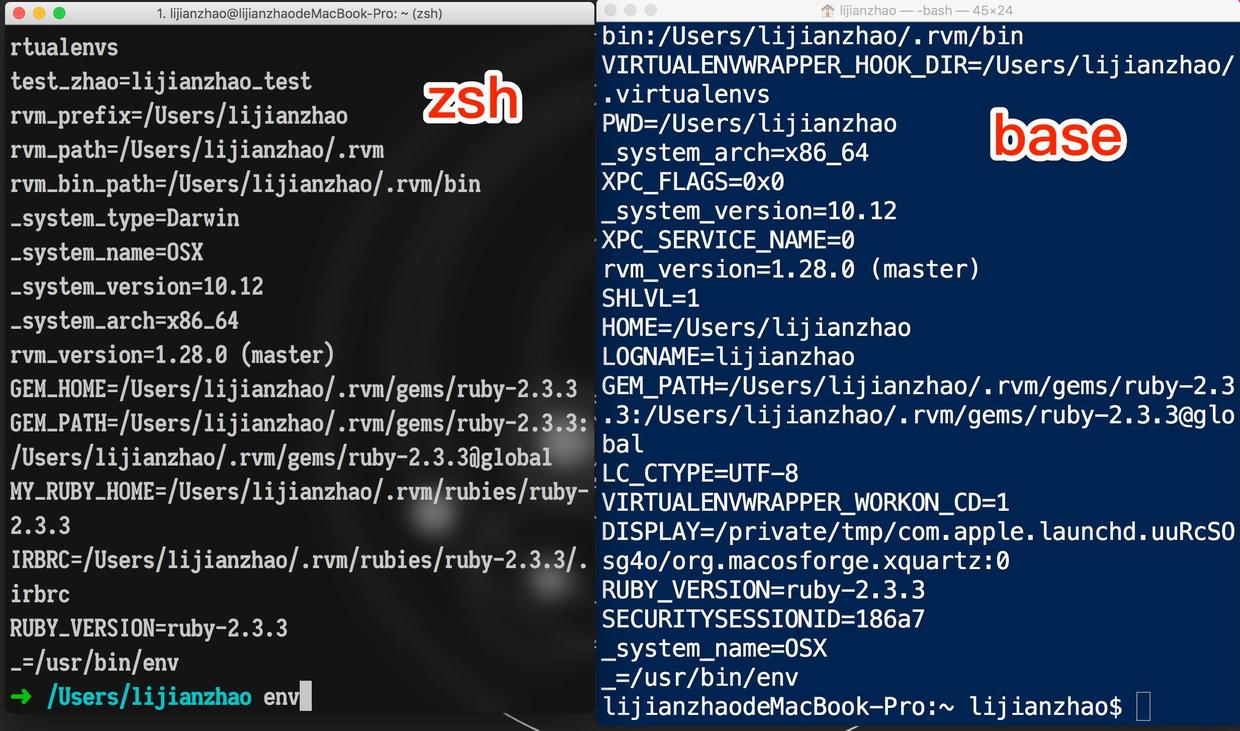 1. lijianzhao@lijianzhaodeMacBook-Pro: ~ (zsh)
rtualenvs
test_zhao=lijianzhao_test
zsh
rvm_prefix=/Users/lijianzhao
rvm_path=/Users/lijianzhao/.rvm
rvm_bin_path=/Users/lijianzhao/.rvm/bin
_system_type=Darwin
_system_name=OSX
_system_version=10.12
_system_arch=x86_64
rvm_version=1.28.0 (master)
GEM_HOME=/Users/lijianzhao/.rvm/gems/ruby-2.3.3
GEM_PATH=/Users/lijianzhao/.rvm/gems/ruby-2.3.3:
/Users/lijianzhao/.rvm/gems/ruby-2.3.3@global
MY_RUBY_HOME=/Users/lijianzhao/.rvm/rubies/ruby-
2.3.3
IRBRC=/Users/lijianzhao/.rvm/rubies/ruby-2.3.3/.
irbrc
RUBY_VERSION=ruby-2.3.3
_=/usr/bin/env
➜ /Users/lijianzhao env
lijianzhao — -bash — 45×24
bin:/Users/lijianzhao/.rvm/bin
VIRTUALENVWRAPPER_HOOK_DIR=/Users/lijianzhao/
.virtualenvs
PWD=/Users/lijianzhao
base
_system_arch=x86_64
XPC_FLAGS=0x0
_system_version=10.12
XPC_SERVICE_NAME=0
rvm_version=1.28.0 (master)
SHLVL=1
HOME=/Users/lijianzhao
LOGNAME=lijianzhao
GEM_PATH=/Users/lijianzhao/.rvm/gems/ruby-2.3
.3:/Users/lijianzhao/.rvm/gems/ruby-2.3.3@glo
bal
LC_CTYPE=UTF-8
VIRTUALENVWRAPPER_WORKON_CD=1
DISPLAY=/private/tmp/com.apple.launchd.uuRcSO
sg4o/org.macosforge.xquartz:0
RUBY_VERSION=ruby-2.3.3
SECURITYSESSIONID=186a7
_system_name=OSX
_=/usr/bin/env
lijianzhaodeMacBook-Pro:~ lijianzhao$